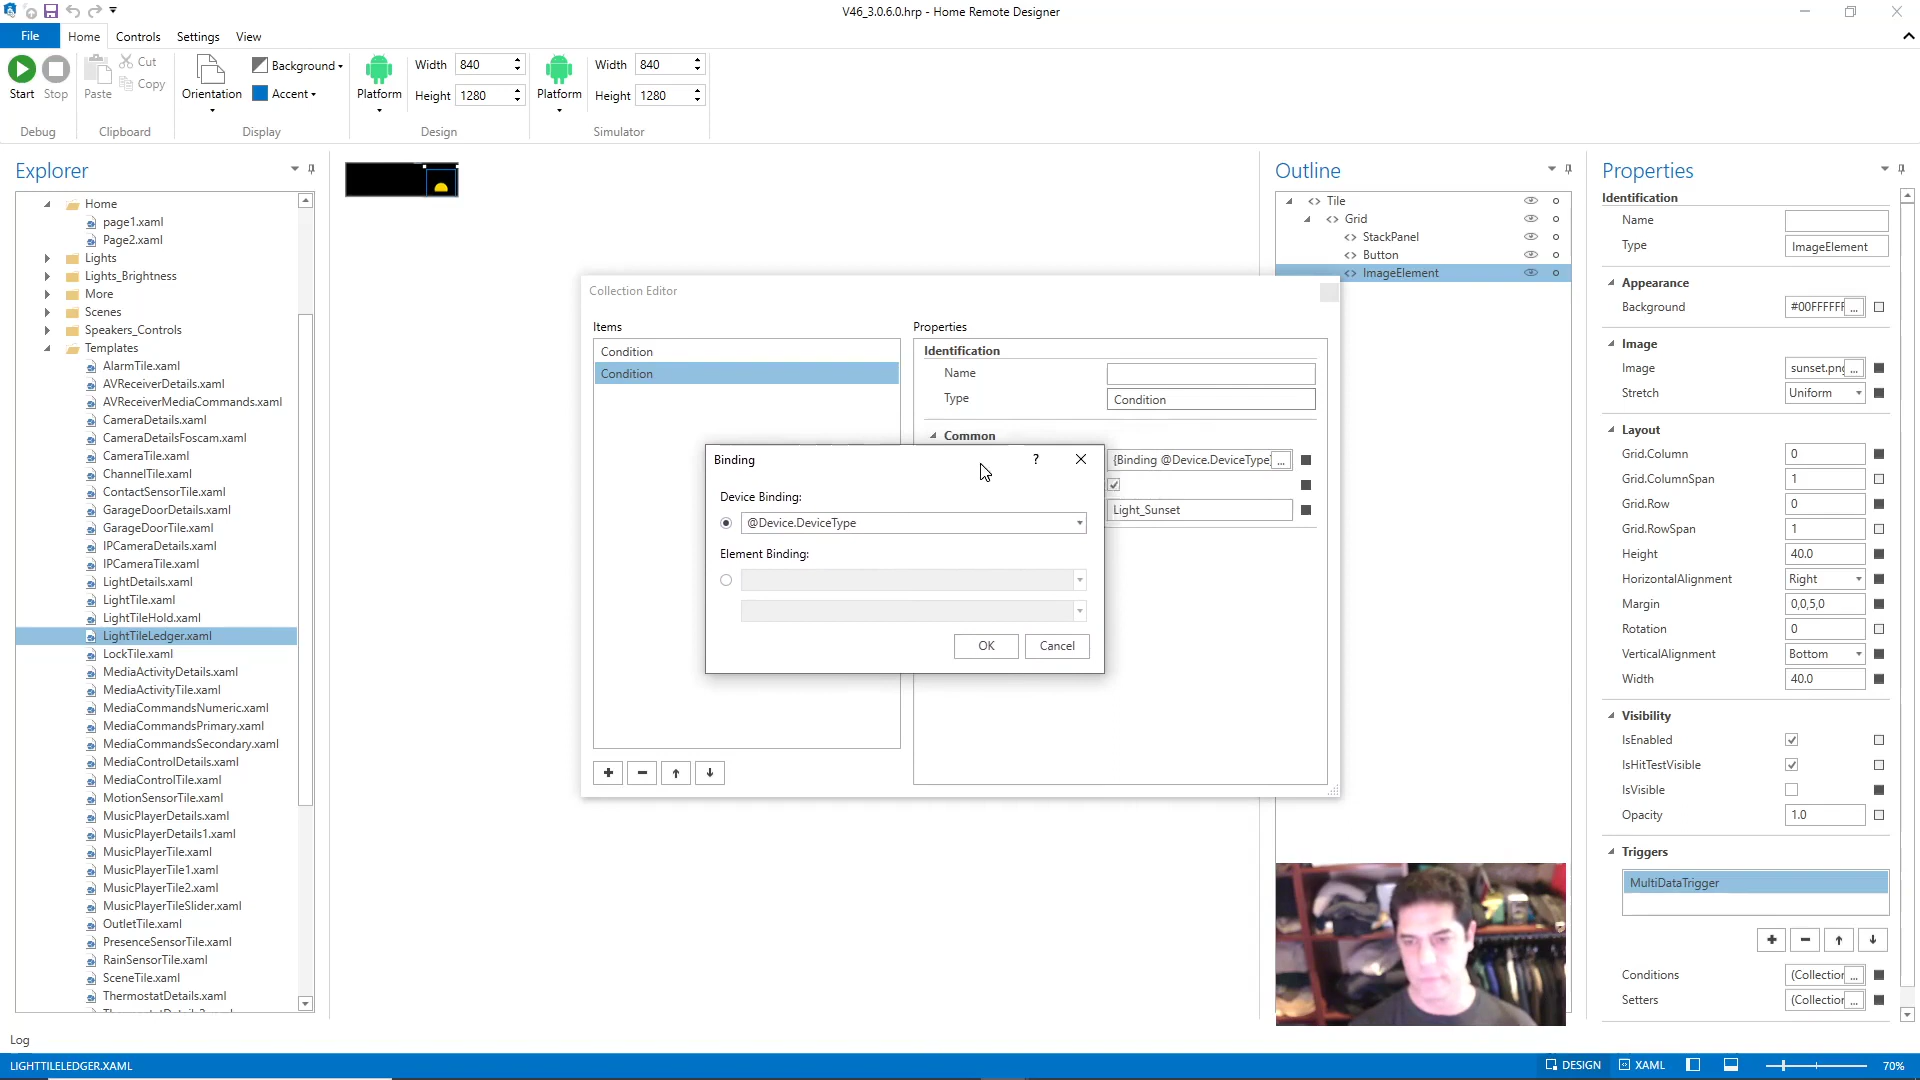 V46_3.0.6.0.hrp - Home Remote Designer
File
Home
Controls
Settings
View
Start
Stop
Paste
Cut
Copy
Orientation
Background
Accent
Platform
Width 840
Height 1280
Platform
Width 840
Height 1280
Debug
Clipboard
Display
Design
Simulator
Explorer
Home
page1.xaml
Page2.xaml
Lights
Lights_Brightness
More
Scenes
Speakers_Controls
Templates
AlarmTile.xaml
AVReceiverDetails.xaml
AVReceiverMediaCommands.xaml
CameraDetails.xaml
CameraDetailsFoscam.xaml
CameraTile.xaml
ChannelTile.xaml
ContactSensorTile.xaml
GarageDoorDetails.xaml
GarageDoorTile.xaml
IPCameraDetails.xaml
IPCameraTile.xaml
LightDetails.xaml
LightTile.xaml
LightTileHold.xaml
LightTileLedger.xaml
LockTile.xaml
MediaActivityDetails.xaml
MediaActivityTile.xaml
MediaCommandsNumeric.xaml
MediaCommandsPrimary.xaml
MediaCommandsSecondary.xaml
MediaControlDetails.xaml
MediaControlTile.xaml
MotionSensorTile.xaml
MusicPlayerDetails.xaml
MusicPlayerDetails1.xaml
MusicPlayerTile.xaml
MusicPlayerTile1.xaml
MusicPlayerTile2.xaml
MusicPlayerTileSlider.xaml
OutletTile.xaml
PresenceSensorTile.xaml
RainSensorTile.xaml
SceneTile.xaml
ThermostatDetails.xaml
Collection Editor
Items
Condition
Condition
Properties
Identification
Name
Type Condition
Common
{Binding @Device.DeviceType} ...
Light_Sunset
Binding
?
Device Binding:
@Device.DeviceType
Element Binding:
OK
Cancel
Outline
Tile
Grid
StackPanel
Button
ImageElement
Properties
Identification
Name
Type ImageElement
Appearance
Background #00FFFFFF ...
Image
Image sunset.png ...
Stretch Uniform
Layout
Grid.Column 0
Grid.ColumnSpan 1
Grid.Row 0
Grid.RowSpan 1
Height 40.0
HorizontalAlignment Right
Margin 0,0,5,0
Rotation 0
VerticalAlignment Bottom
Width 40.0
Visibility
IsEnabled
IsHitTestVisible
IsVisible
Opacity 1.0
Triggers
MultiDataTrigger
Conditions (Collection ...
Setters (Collection ...
Log
LIGHTTILELEDGER.XAML
DESIGN
XAML
70%